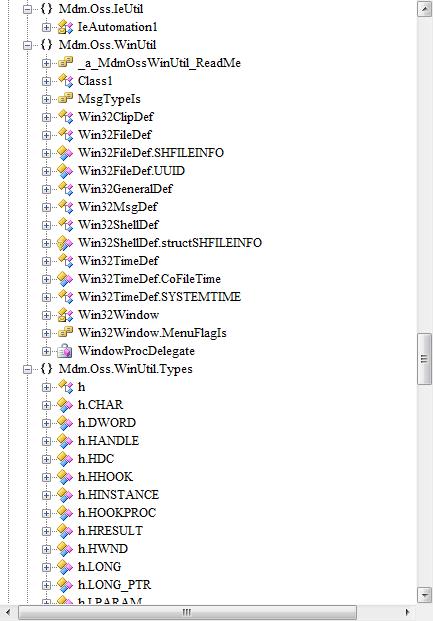 Mdm.Oss.IeUtil
IeAutomation1
Mdm.Oss.WinUtil
_a_MdmOssWinUtil_ReadMe
Class1
MsgTypeIs
Win32ClipDef
Win32FileDef
Win32FileDef.SHFILEINFO
Win32FileDef.UUID
Win32GeneralDef
Win32MsgDef
Win32ShellDef
Win32ShellDef.structSHFILEINFO
Win32TimeDef
Win32TimeDef.CoFileTime
Win32TimeDef.SYSTEMTIME
Win32Window
Win32Window.MenuFlagIs
WindowProcDelegate
Mdm.Oss.WinUtil.Types
h
h.CHAR
h.DWORD
h.HANDLE
h.HDC
h.HHOOK
h.HINSTANCE
h.HOOKPROC
h.HRESULT
h.HWND
h.LONG
h.LONG_PTR
h.LPARAM